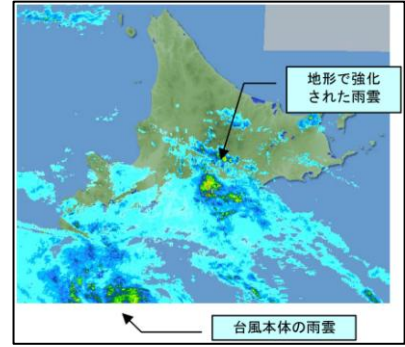 地形で強化
された雨雲
台風本体の雨雲